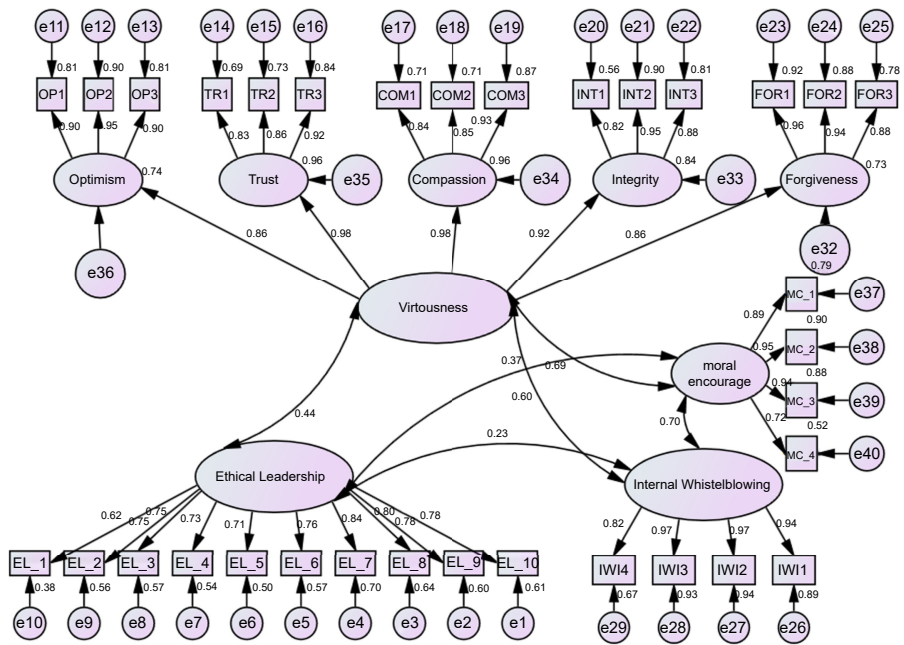 e11 e12 e13 e14 e15 e16 e17 e18 e19 e20 e21 e22 e23 e24 e25
0.81 0.90 0.81 0.69 0.73 0.84 0.71 0.71 0.87 0.56 0.90 0.81 0.92 0.88 0.78
OP1 OP2 OP3 TR1 TR2 TR3 COM1 COM2 COM3 INT1 INT2 INT3 FOR1 FOR2 FOR3
0.90 0.95 0.90 0.83 0.86 0.92 0.84 0.85 0.93 0.82 0.95 0.88 0.96 0.94 0.88
0.74 0.96 0.96 0.84 0.73
Optimism Trust e35 Compassion e34 Integrity e33 Forgiveness
0.86 0.98 0.98 0.92 0.86
e36 e32
0.79
Virtousness
MC_1 e37
0.89 0.90
0.95 MC_2 e38
0.37 0.69 0.88
moral
encourage
0.94 MC_3 e39
0.60
0.44 0.70 0.72 0.52
0.23
MC_4 e40
Ethical Leadership Internal Whistelblowing
0.62 0.75 0.75 0.73 0.71 0.76 0.84 0.80 0.78 0.78 0.82 0.97 0.97 0.94
EL_1 EL_2 EL_3 EL_4 EL_5 EL_6 EL_7 EL_8 EL_9 EL_10 IWI4 IWI3 IWI2 IWI1
0.38 0.56 0.57 0.54 0.50 0.57 0.70 0.64 0.60 0.61 0.67 0.93 0.94 0.89
e10 e9 e8 e7 e6 e5 e4 e3 e2 e1 e29 e28 e27 e26